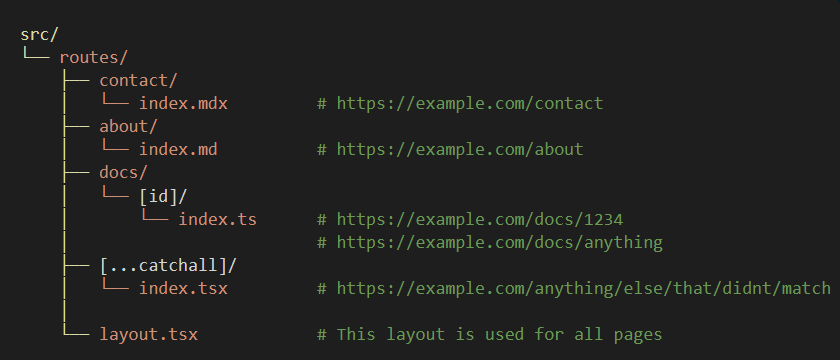 src/
└── routes/
    ├── contact/
    │   └── index.mdx         # https://example.com/contact
    ├── about/
    │   └── index.md          # https://example.com/about
    ├── docs/
    │   └── [id]/
    │       └── index.ts      # https://example.com/docs/1234
    │                         # https://example.com/docs/anything
    ├── [...catchall]/
    │   └── index.tsx         # https://example.com/anything/else/that/didnt/match
    │
    └── layout.tsx            # This layout is used for all pages